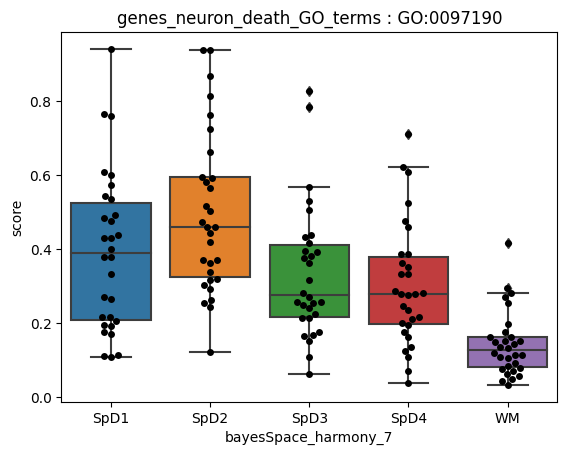 genes_neuron_death_GO_terms : GO:0097190
score
0.8
0.6
0.4
0.2
0.0
SpD1 SpD2 SpD3 SpD4 WM
bayesSpace_harmony_7